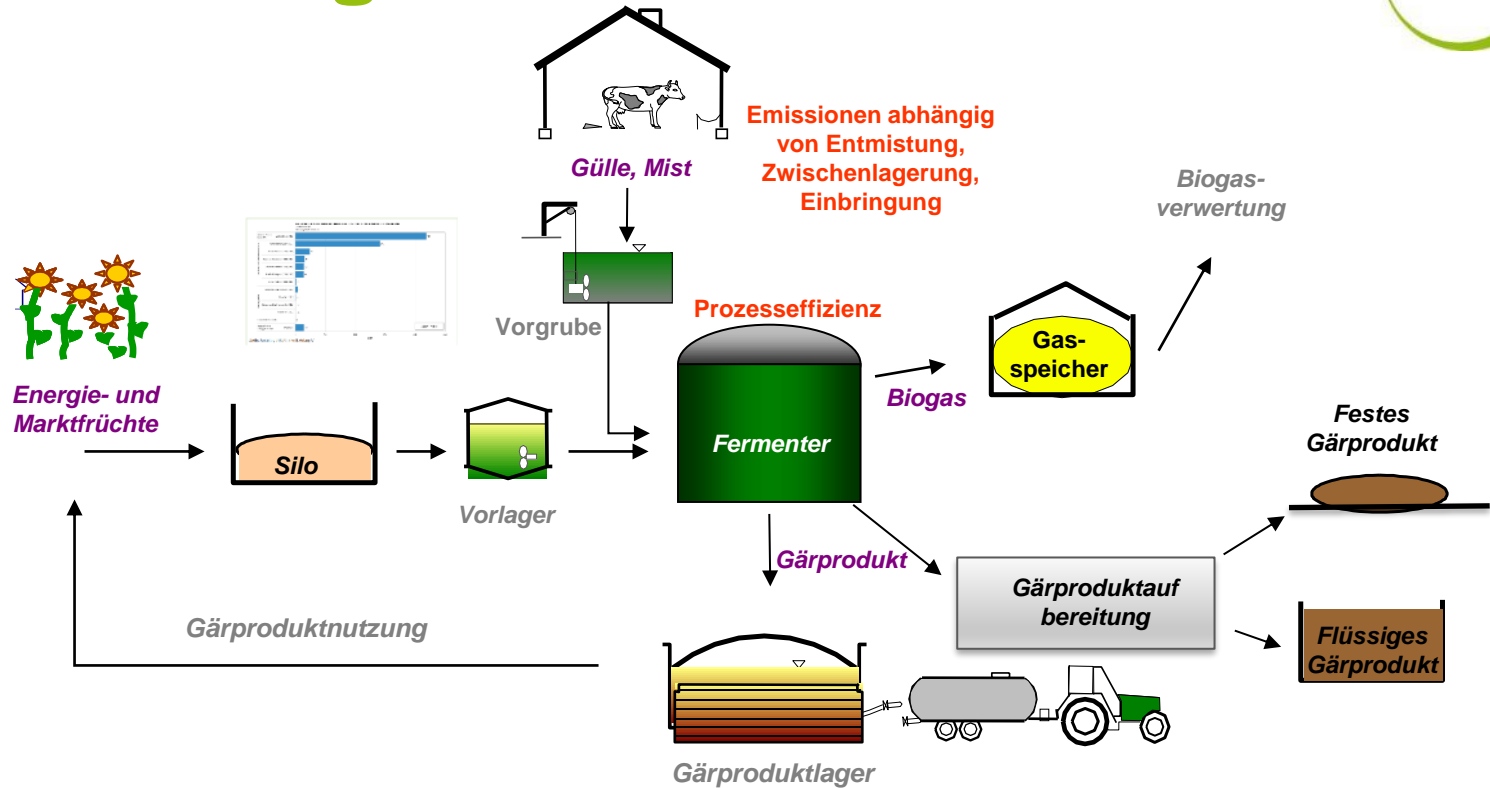 Emissionen abhängig
von Entmistung,
Zwischenlagerung,
Einbringung
Gülle, Mist
Biogas-
verwertung
Vorgrube
Prozesseffizienz
Gas-
speicher
Biogas
Energie- und
Marktfrüchte
Silo
Vorlager
Fermenter
Festes
Gärprodukt
Gärprodukt
Gärproduktauf
bereitung
Flüssiges
Gärprodukt
Gärproduktnutzung
Gärproduktlager